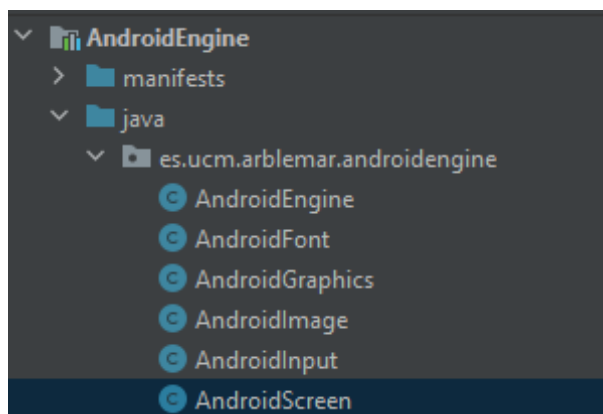 AndroidEngine
manifests
java
es.ucm.arblemar.androidengine
C AndroidEngine
C AndroidFont
C AndroidGraphics
C AndroidImage
C AndroidInput
C AndroidScreen